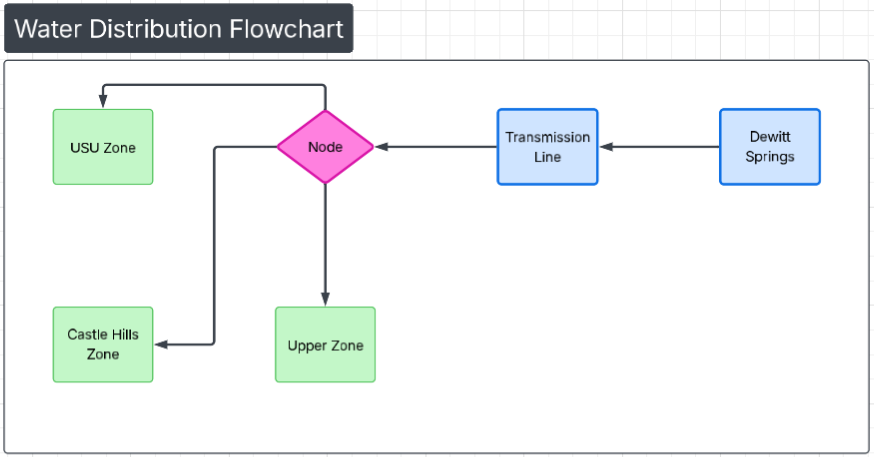 Water Distribution Flowchart
USU Zone
Node
Transmission
Line
Dewitt
Springs
Castle Hills
Zone
Upper Zone